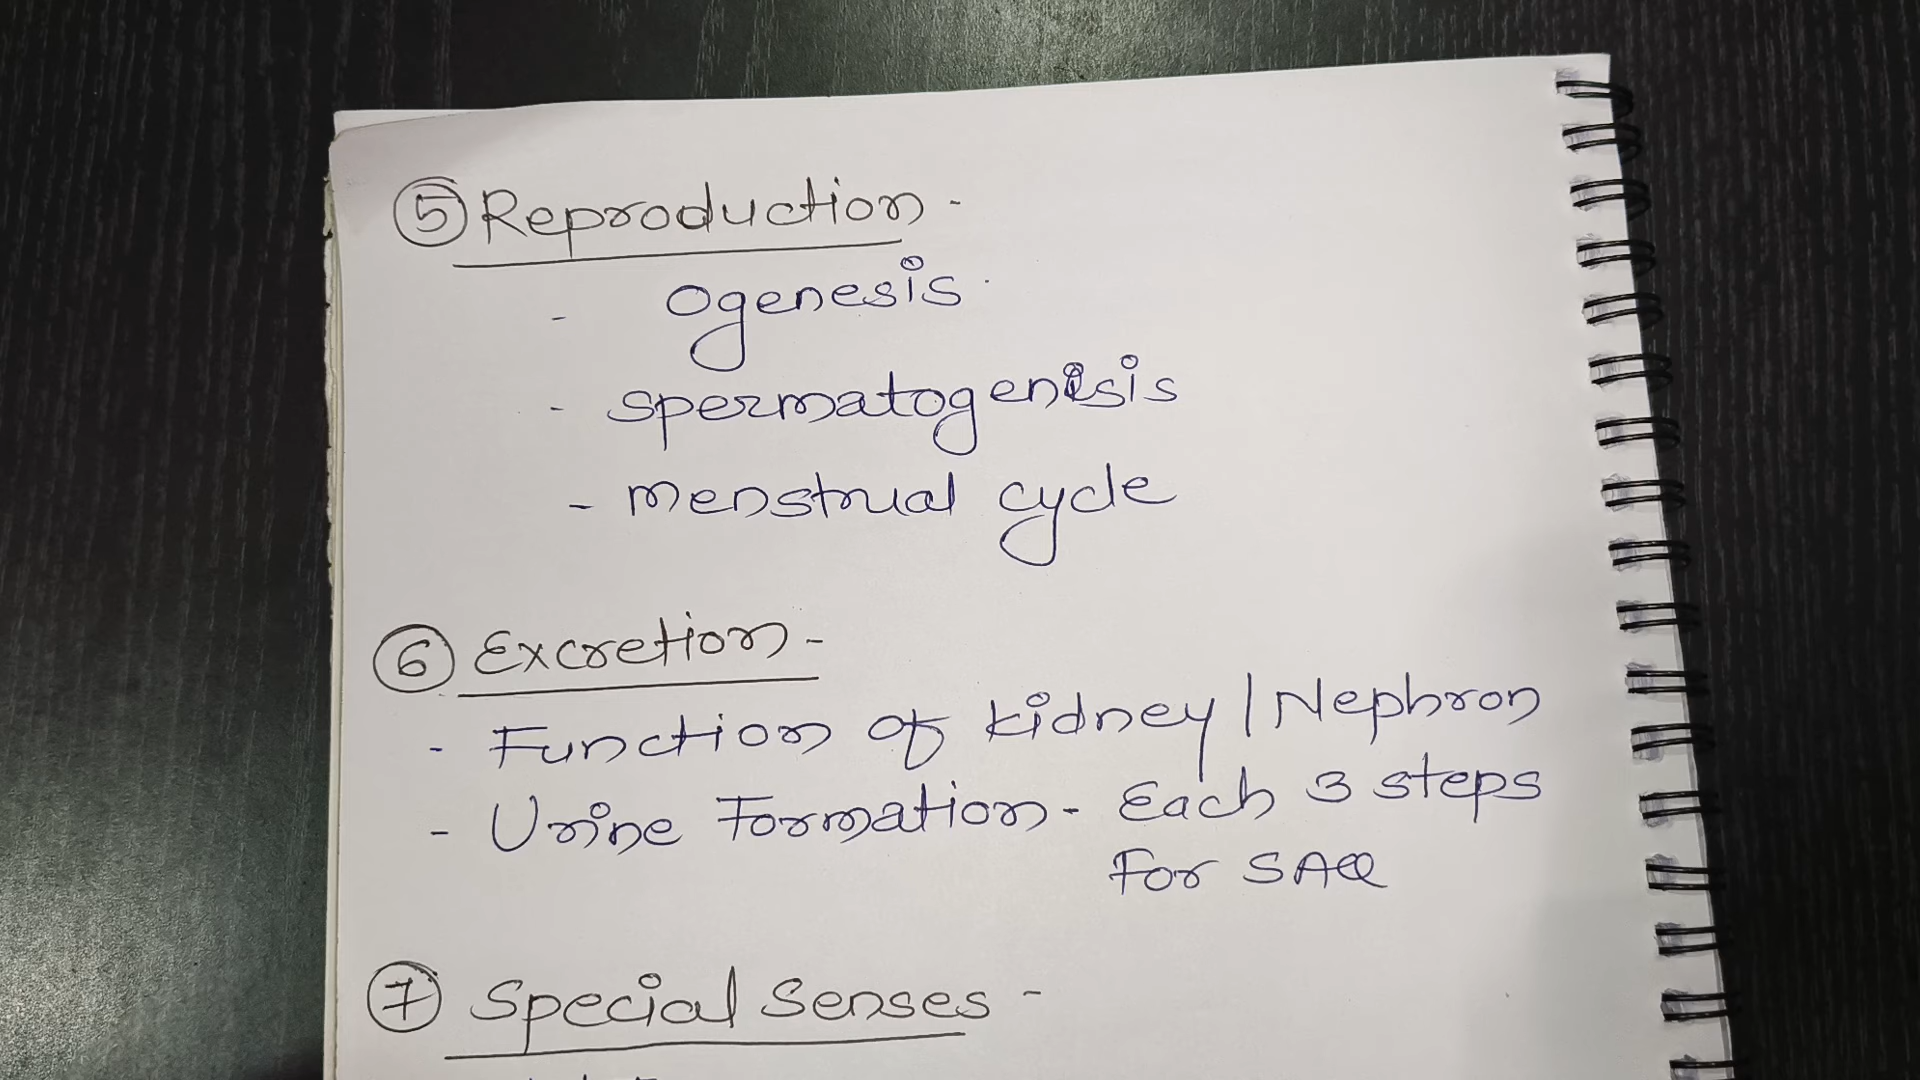 ⑤ Reproduction -
- Ogenesis
- spermatogenesis
- menstrual cycle
⑥ Excretion -
- Function of kidney / Nephron
- Urine Formation - Each 3 steps
For SAQ
⑦ Special Senses -